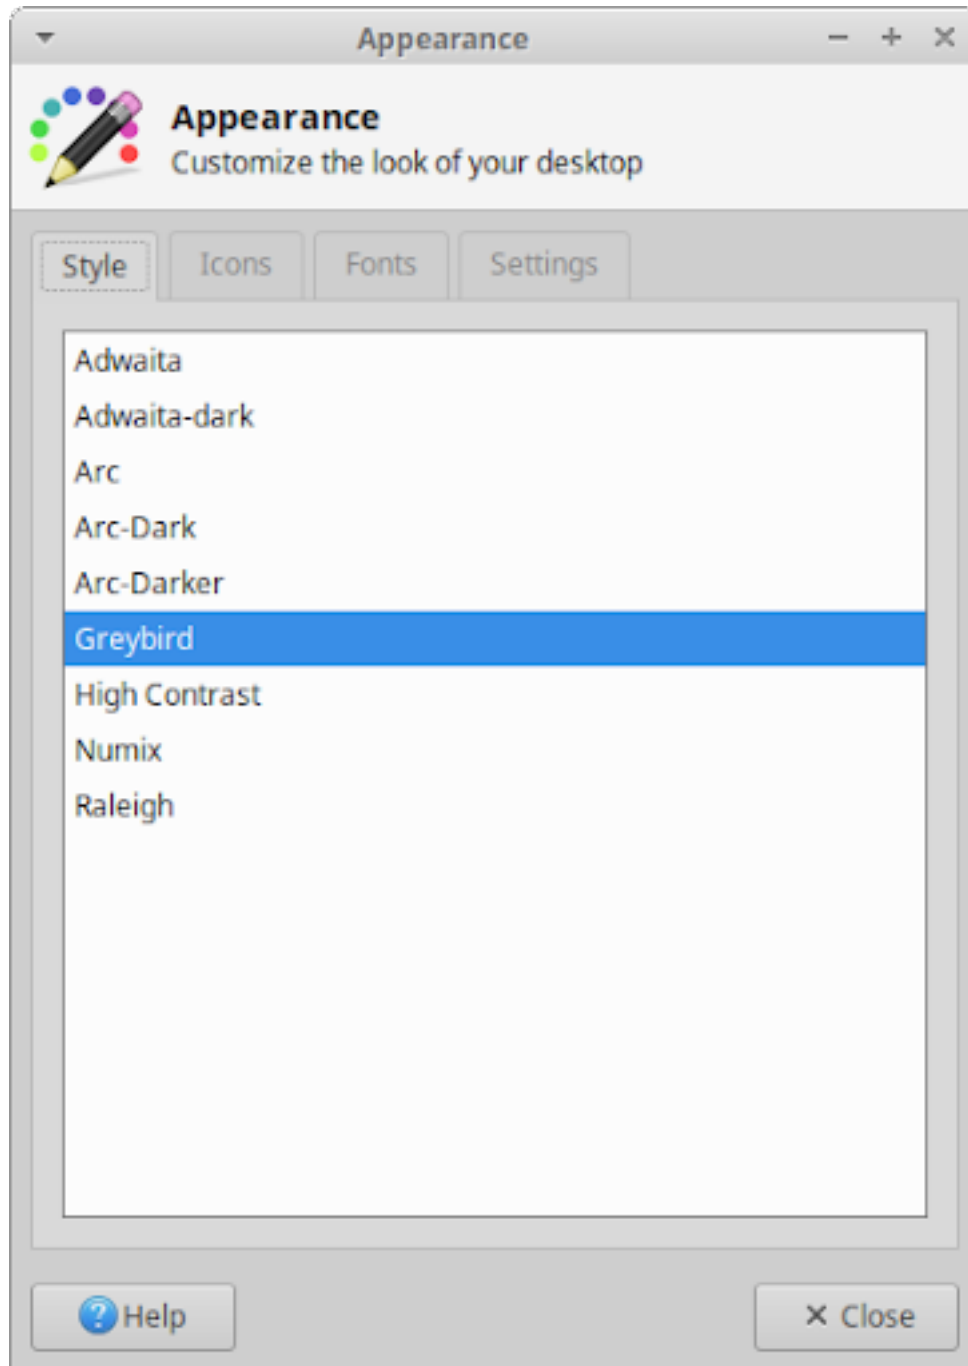 Appearance
Appearance
Customize the look of your desktop
Style Icons Fonts Settings
Adwaita
Adwaita-dark
Arc
Arc-Dark
Arc-Darker
Greybird
High Contrast
Numix
Raleigh
Help Close